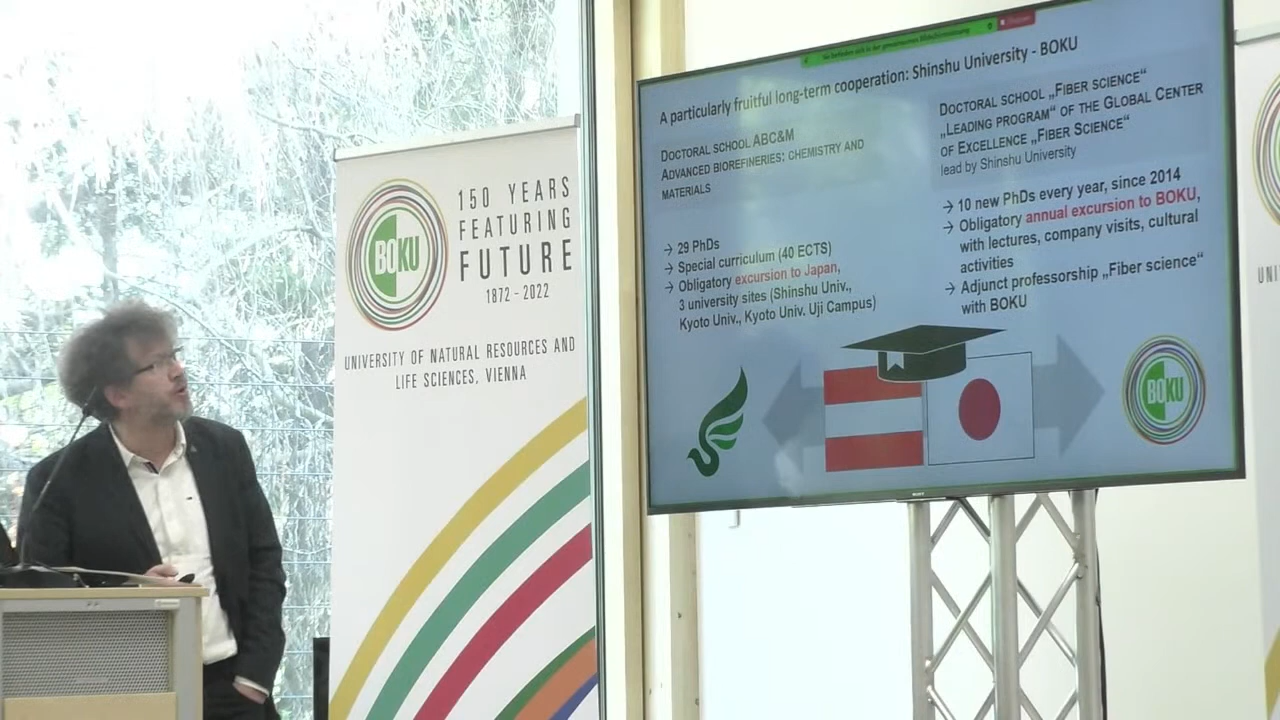 150 YEARS
FEATURING
FUTURE
1872 - 2022
BOKU
UNIVERSITY OF NATURAL RESOURCES AND
LIFE SCIENCES, VIENNA
A particularly fruitful long-term cooperation: Shinshu University - BOKU
DOCTORAL SCHOOL ABC&M
ADVANCED BIOREFINERIES: CHEMISTRY AND
MATERIALS
→ 29 PhDs
→ Special curriculum (40 ECTS)
→ Obligatory excursion to Japan,
3 university sites (Shinshu Univ.,
Kyoto Univ., Kyoto Univ. Uji Campus)
DOCTORAL SCHOOL „FIBER SCIENCE“
„LEADING PROGRAM“ OF THE GLOBAL CENTER
OF EXCELLENCE „FIBER SCIENCE“
lead by Shinshu University
→ 10 new PhDs every year, since 2014
→ Obligatory annual excursion to BOKU,
with lectures, company visits, cultural
activities
→ Adjunct professorship „Fiber science“
with BOKU
BOKU
SONY
UNI